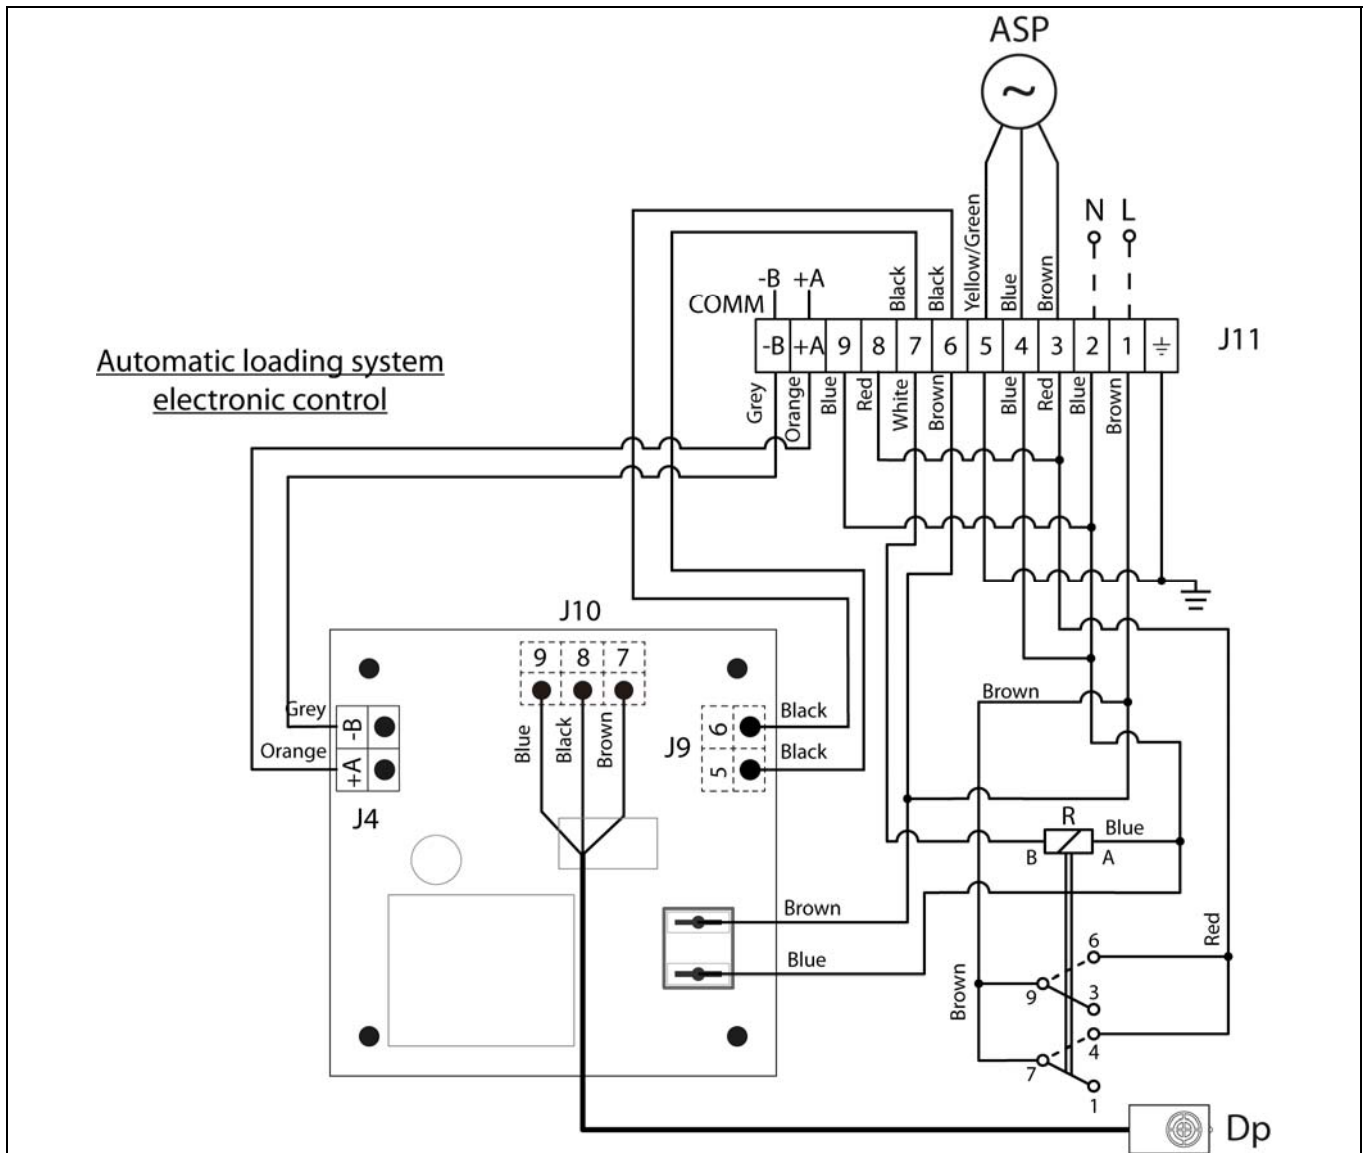 ASP
~
N L
Yellow/Green
Blue
Brown
Black
Black
-B +A
COMM
-B +A 9 8 7 6 5 4 3 2 1
J11
Automatic loading system
electronic control
Grey
Orange
Blue
Red
White
Brown
Blue
Red
Blue
Brown
J10
9 8 7
Blue
Black
Brown
Grey
Orange
-B
+A
J4
J9
6
5
Black
Black
Brown
R
B
A
Blue
Brown
Blue
Brown
Red
6
9
3
4
7
1
Dp